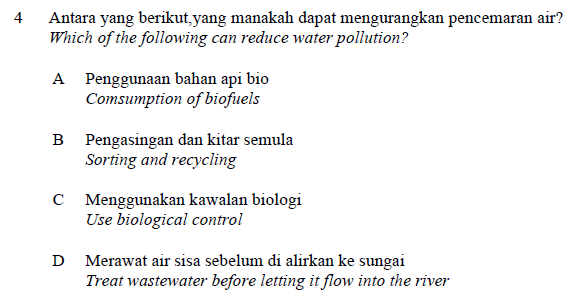 4 Antara yang berikut,yang manakah dapat mengurangkan pencemaran air?
Which of the following can reduce water pollution?
A Penggunaan bahan api bio
Comsumption of biofuels
B Pengasingan dan kitar semula
Sorting and recycling
C Menggunakan kawalan biologi
Use biological control
D Merawat air sisa sebelum di alirkan ke sungai
Treat wastewater before letting it flow into the river